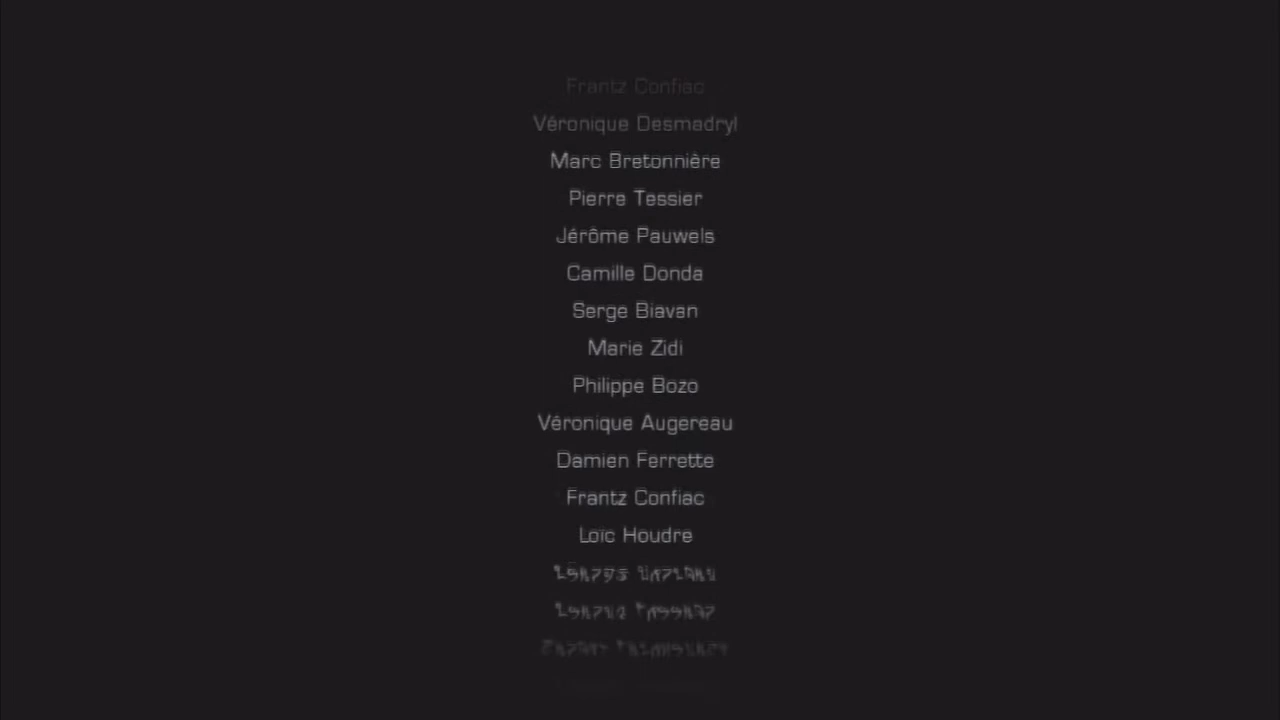 Frantz Confiac
Véronique Desmadryl
Marc Bretonnière
Pierre Tessier
Jérôme Pauwels
Camille Donda
Serge Biavan
Marie Zidi
Philippe Bozo
Véronique Augereau
Damien Ferrette
Frantz Confiac
Loïc Houdre